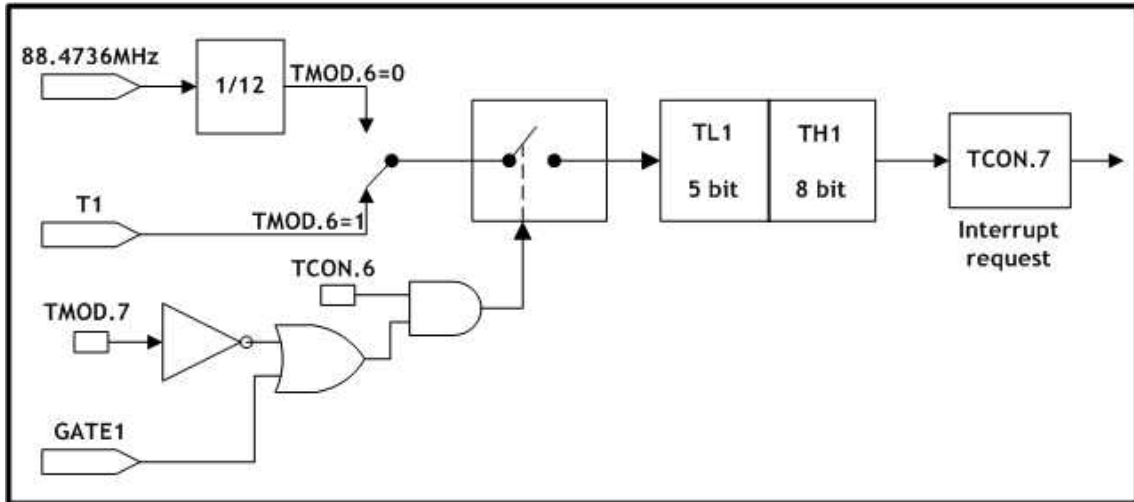 88.4736MHz
1/12
TMOD.6=0
T1
TMOD.6=1
TL1
5 bit
TH1
8 bit
TCON.7
Interrupt
request
TCON.6
TMOD.7
GATE1